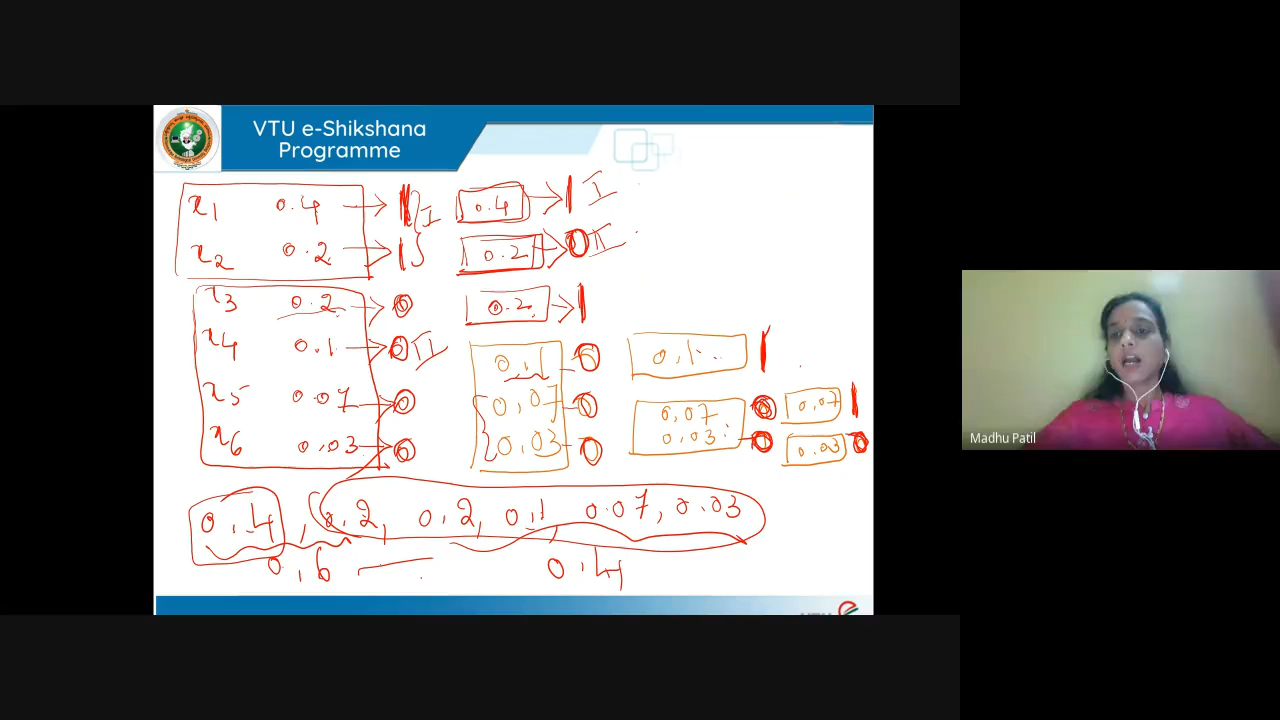 VTU e-Shikshana
Programme
x1 0.4 → 1 } I 0.4 → 1 I
x2 0.2 → 1 0.2 → 0 II
x3 0.2 → 0 0.2 → 1
x4 0.1 → 0 II 0.1 0 0.1 1
x5 0.07 → 0 0.07 0 0.07 0 0.07 1
x6 0.03 → 0 0.03 0 0.03 0 0.03 0
0.4, 0.2, 0.2, 0.1 0.07, 0.03
0.6 0.4
Madhu Patil